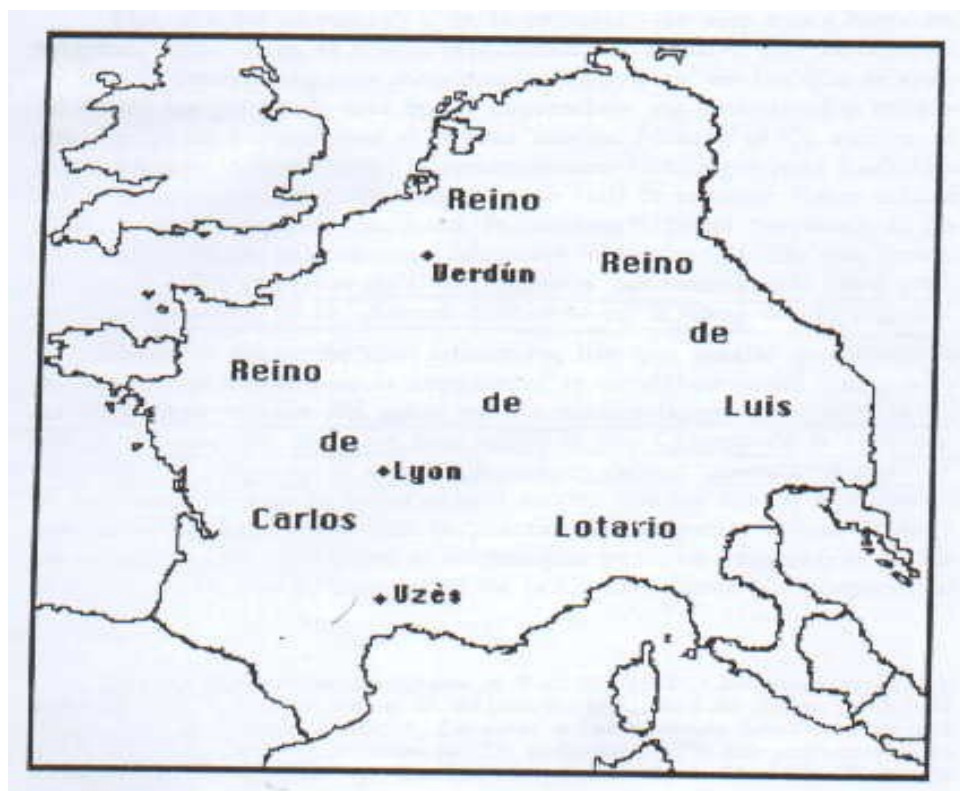 Reino
Verdún
Reino
de
Luis
Reino
de
Carlos
de
Lyon
Lotario
Uzès